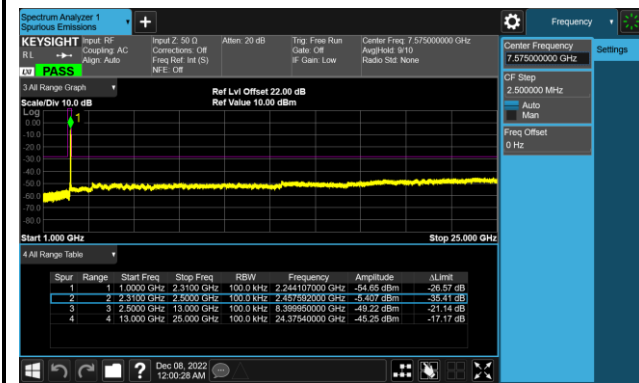 Spectrum Analyzer 1
Spurious Emissions
+
Frequency
KEYSIGHT Input: RF Input Z: 50 Ω Atten: 20 dB Trig: Free Run Center Freq: 7.575000000 GHz
RL Coupling: AC Corrections: Off Gate: Off Avg|Hold: 9/10
Align: Auto Freq Ref: Int (S) IF Gain: Low Radio Std: None
LXI PASS NFE: Off
Center Frequency
7.575000000 GHz
Settings
CF Step
2.500000 MHz
Auto
Man
Freq Offset
0 Hz
3 All Range Graph
Ref Lvl Offset 22.00 dB
Scale/Div 10.0 dB Ref Value 10.00 dBm
Log
1
0.00
-10.0
-20.0
-30.0
-40.0
-50.0
-60.0
-70.0
-80.0
Start 1.000 GHz Stop 25.000 GHz
4 All Range Table
Spur Range Start Freq Stop Freq RBW Frequency Amplitude ΔLimit
1 1 1.0000 GHz 2.3100 GHz 100.0 kHz 2.244107000 GHz -54.65 dBm -26.57 dB
2 2 2.3100 GHz 2.5000 GHz 100.0 kHz 2.457592000 GHz -5.407 dBm -35.41 dB
3 3 2.5000 GHz 13.000 GHz 100.0 kHz 8.399950000 GHz -49.22 dBm -21.14 dB
4 4 13.000 GHz 25.000 GHz 100.0 kHz 24.37540000 GHz -45.25 dBm -17.17 dB
? Dec 08, 2022
12:00:28 AM